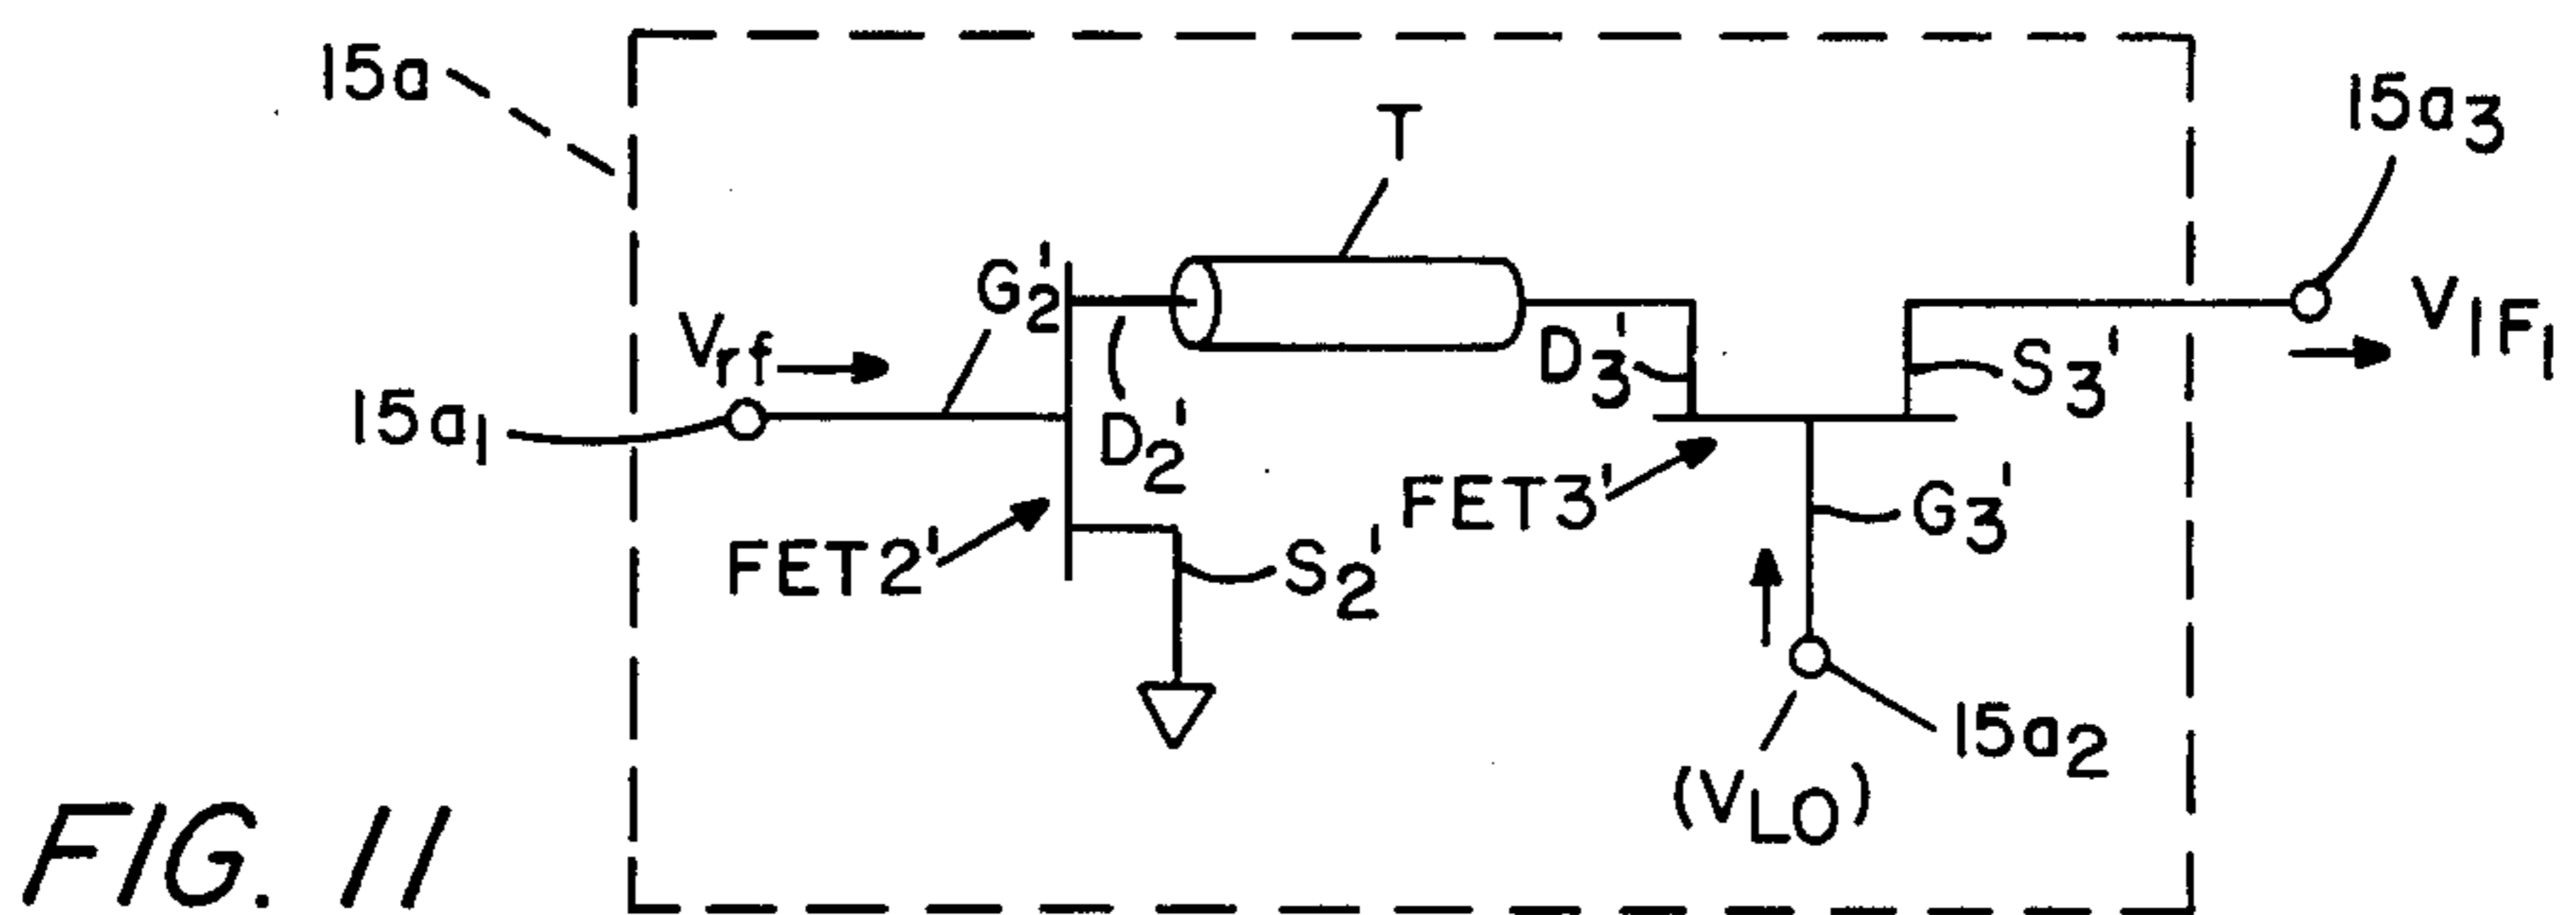 15a
T
15a3
Vrf
G2'
D3'
S3'
VIF1
15a1
D2'
FET2'
S2'
FET3'
G3'
15a2
(VLO)
FIG. 11